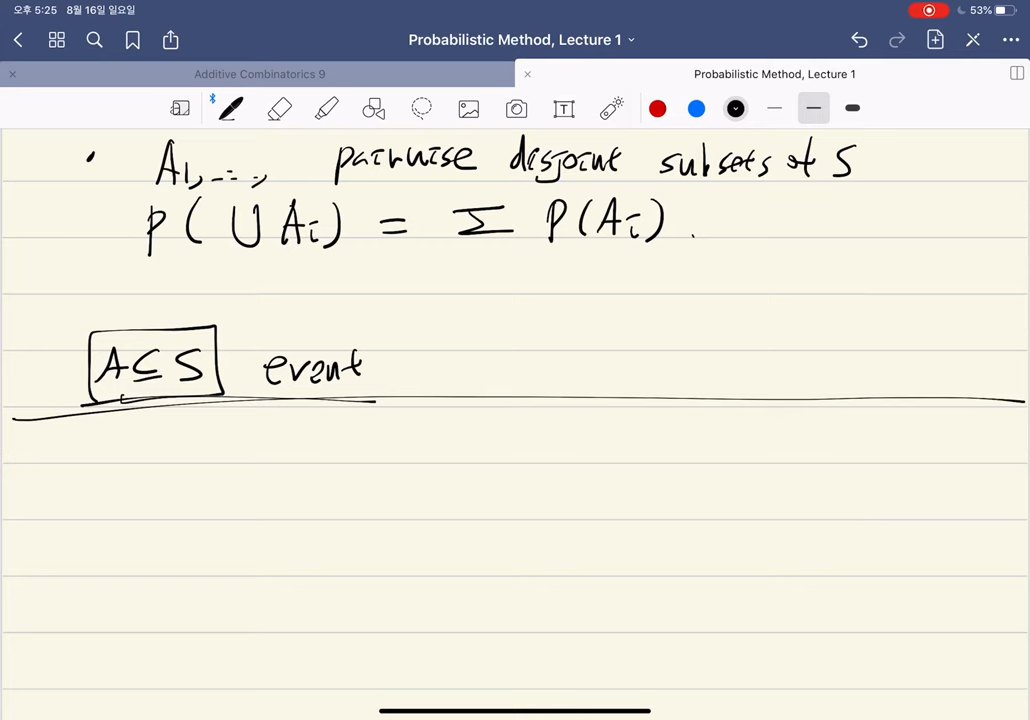 오후 5:25 8월 16일 일요일 53%
Probabilistic Method, Lecture 1
Additive Combinatorics 9 Probabilistic Method, Lecture 1
• A₁, ..., pairwise disjoint subsets of S
P(⋃Aᵢ) = Σ P(Aᵢ).
A⊆S event